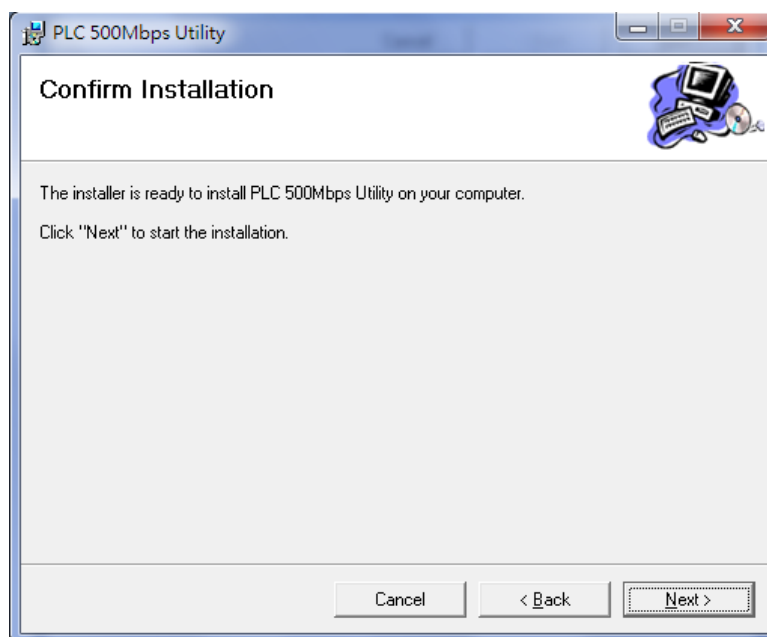 PLC 500Mbps Utility
Confirm Installation
The installer is ready to install PLC 500Mbps Utility on your computer.
Click "Next" to start the installation.
Cancel
< Back
Next >